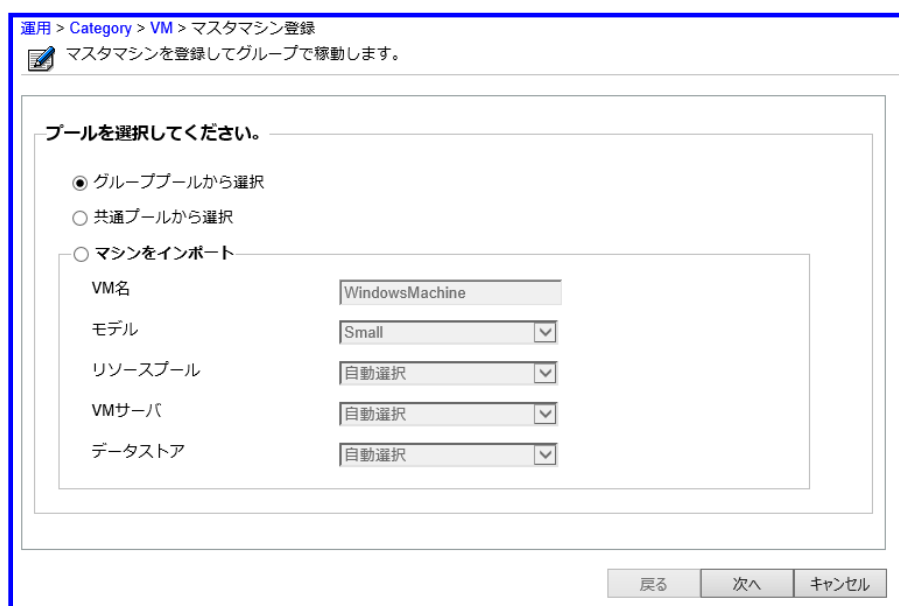 運用 > Category > VM > マスタマシン登録
マスタマシンを登録してグループで稼動します。
プールを選択してください。
グループプールから選択
共通プールから選択
マシンをインポート
VM名 WindowsMachine
モデル Small
リソースプール 自動選択
VMサーバ 自動選択
データストア 自動選択
戻る 次へ キャンセル